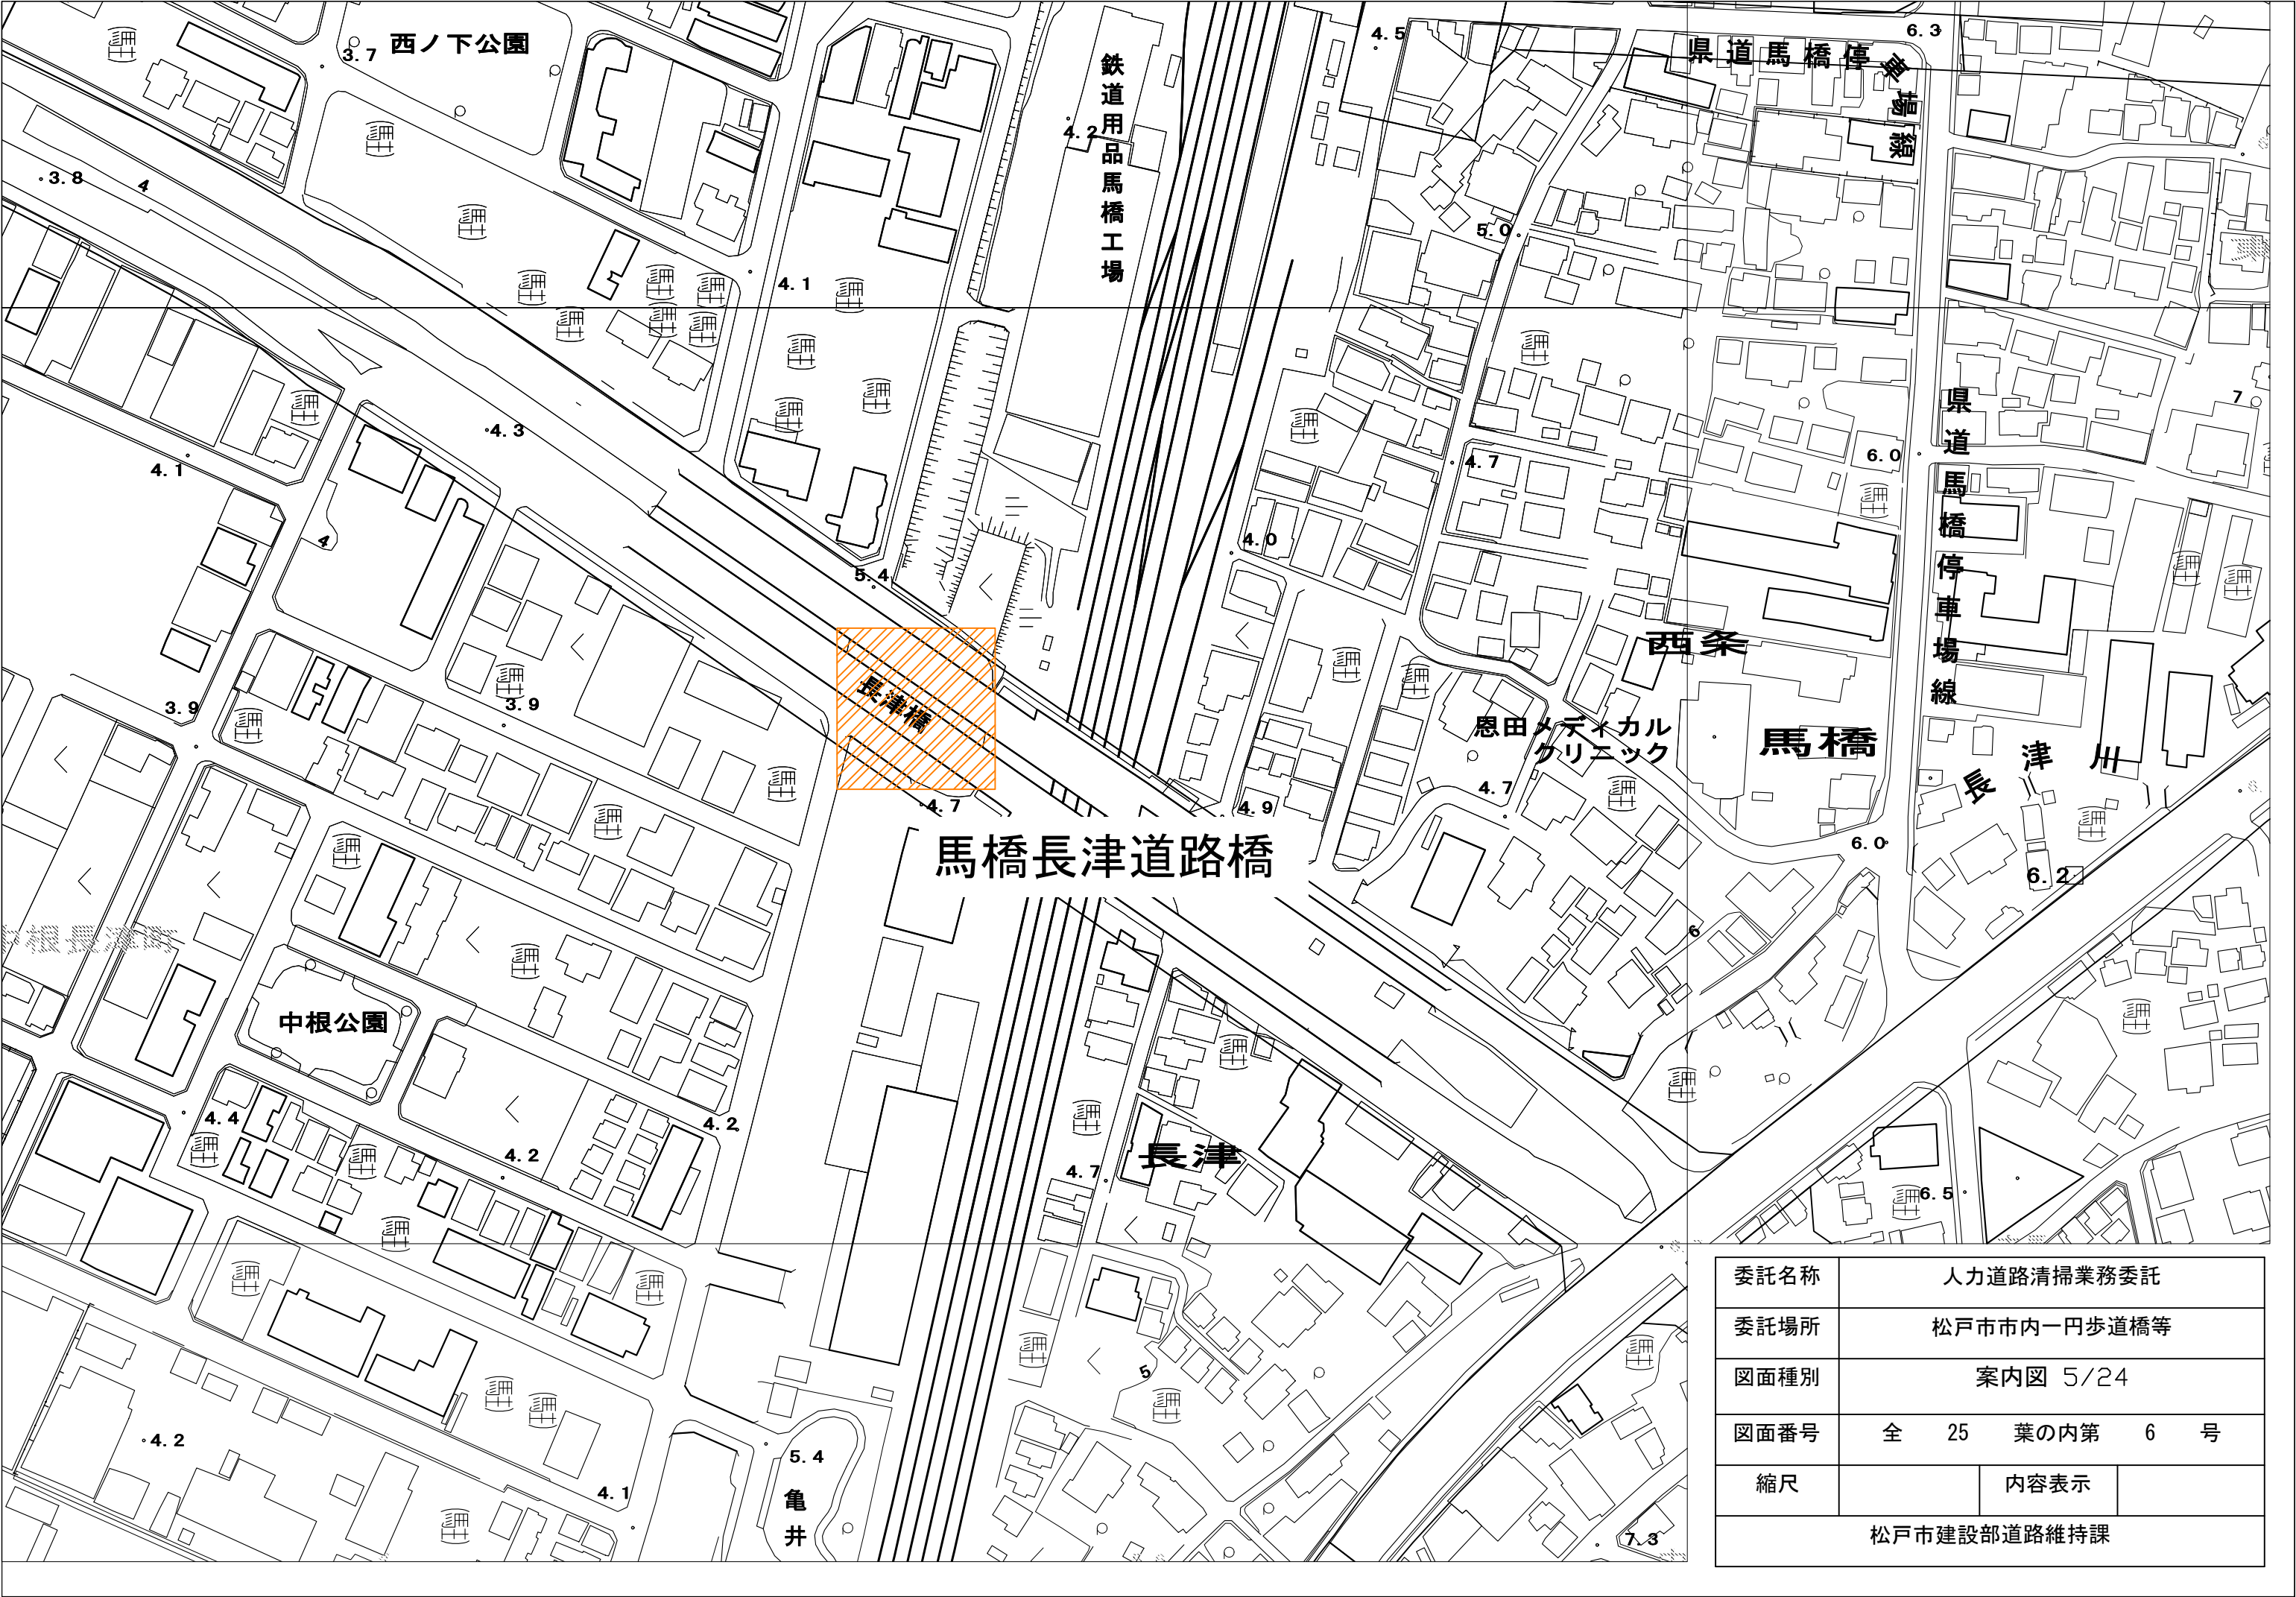 西ノ下公園
3.7
4.5
6.3
県道馬橋停車場線
鉄道用品馬橋工場
4.2
3.8
4
5.0
4.1
4.3
4.1
7
4.7
6.0
県道馬橋停車場線
4
4.0
5.4
西条
3.9
3.9
長津橋
恩田メディカル
クリニック
馬橋
長津川
4.7
4.9
4.7
6.0
6.2
馬橋長津道路橋
6
中根長津町
中根公園
4.4
4.2
4.2
長津
4.7
6.5
5
4.2
5.4
4.1
亀井
7.3
委託名称 人力道路清掃業務委託
委託場所 松戸市市内一円歩道橋等
図面種別 案内図 5/24
図面番号 全 25 葉の内第 6 号
縮尺 内容表示
松戸市建設部道路維持課